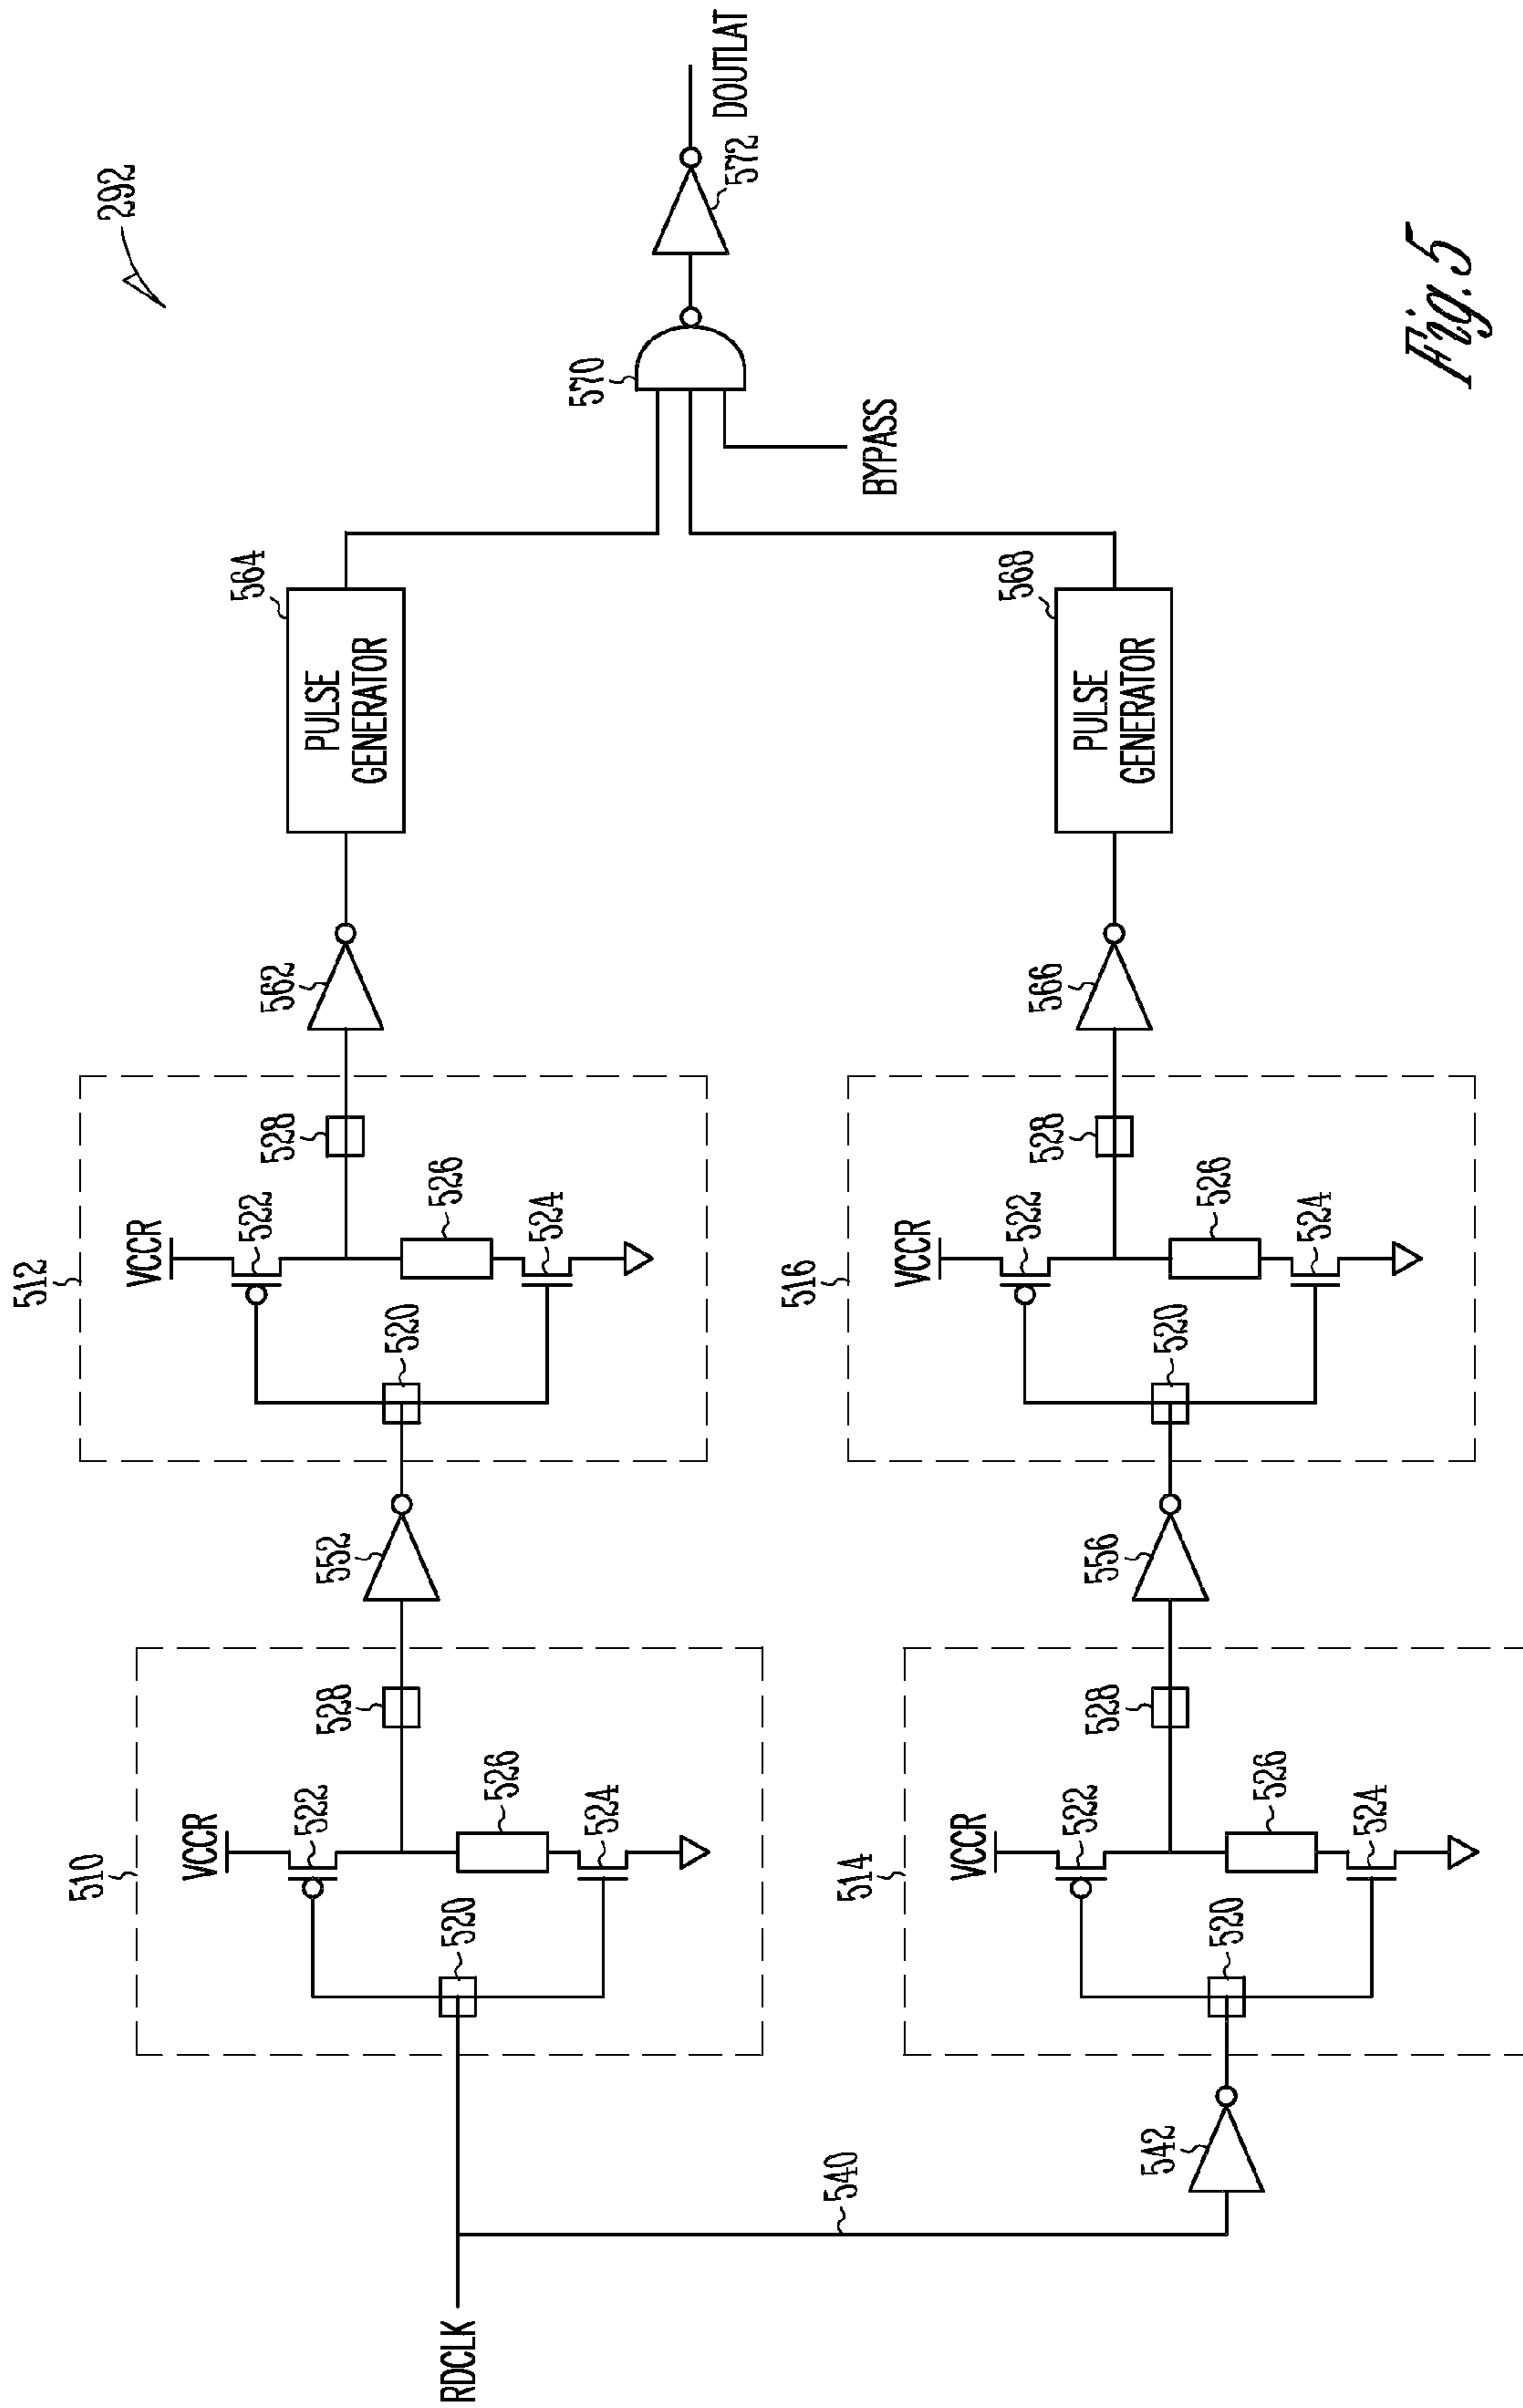 292
RDCLK
540
542
510
VCCR
522
520
526
524
528
552
512
VCCR
522
520
526
524
528
562
564
PULSE
GENERATOR
514
VCCR
522
520
526
524
528
556
516
VCCR
522
520
526
524
528
566
568
PULSE
GENERATOR
570
BYPASS
572
DOUTLAT
Fig. 5